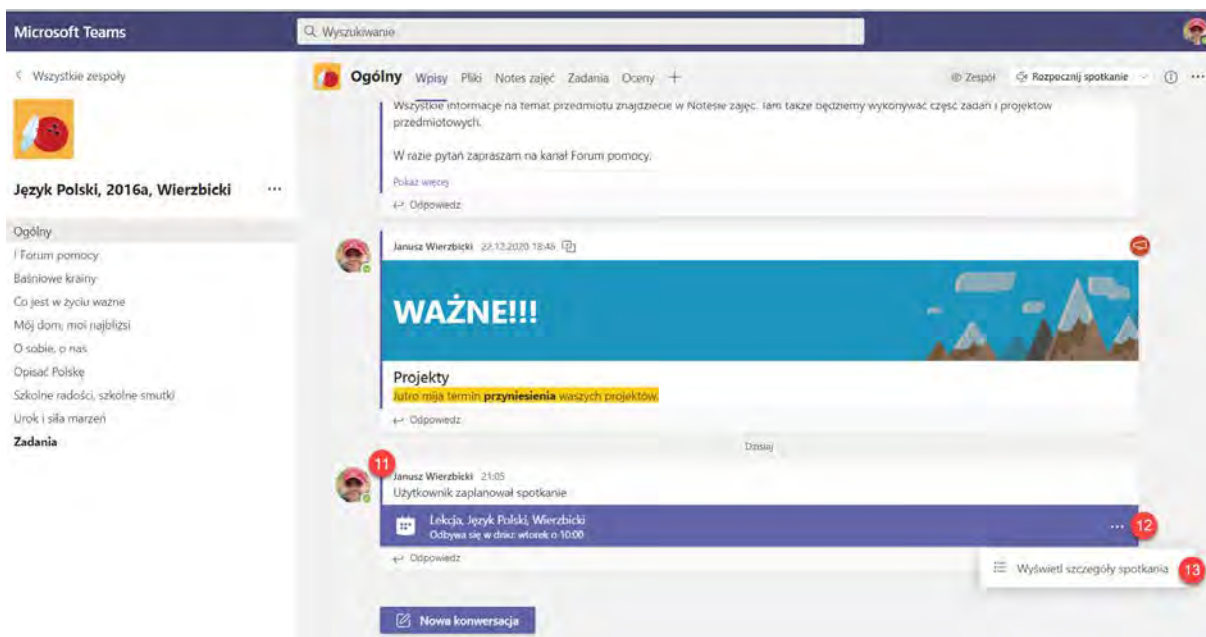 Microsoft Teams
Wyszukiwanie
Wszystkie zespoły
Język Polski, 2016a, Wierzbicki
Ogólny
! Forum pomocy
Baśniowe krainy
Co jest w życiu ważne
Mój dom, moi najbliżsi
O sobie, o nas
Opisać Polskę
Szkolne radości, szkolne smutki
Urok i siła marzeń
Zadania
Ogólny Wpisy Pliki Notes zajęć Zadania Oceny +
Zespół Rozpocznij spotkanie
Wszystkie informacje na temat przedmiotu znajdziecie w Notesie zajęć. Tam także będziemy wykonywać część zadań i projektów
przedmiotowych.
W razie pytań zapraszam na kanał Forum pomocy.
Pokaż więcej
Odpowiedz
Janusz Wierzbicki 22.12.2020 18:46
WAŻNE!!!
Projekty
Jutro mija termin przyniesienia waszych projektów.
Odpowiedz
Dzisiaj
11
Janusz Wierzbicki 21:05
Użytkownik zaplanował spotkanie
Lekcja, Język Polski, Wierzbicki
Odbywa się w dniu: wtorek o 10:00
... 12
Odpowiedz
Wyświetl szczegóły spotkania 13
Nowa konwersacja